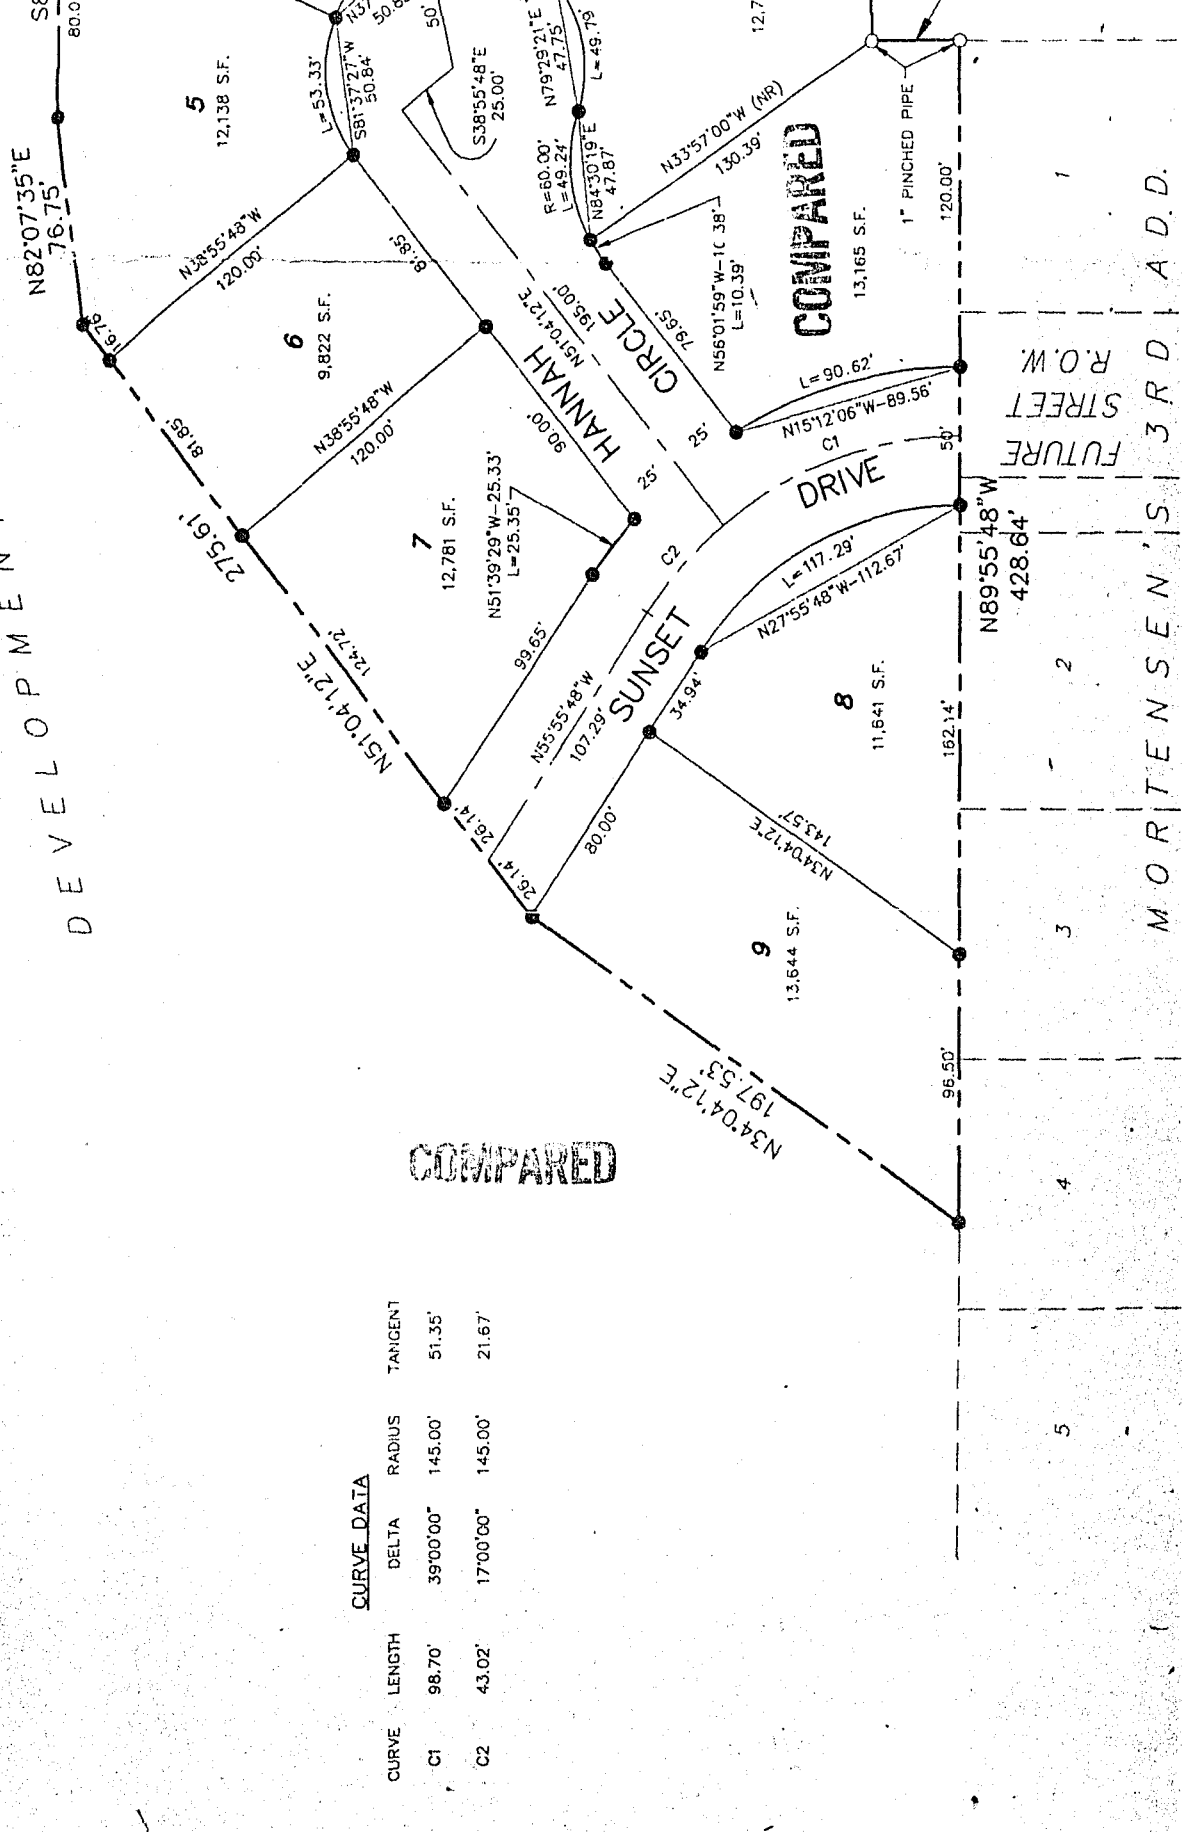 DEVELOPMEN
N82°07'35"E
76.75'
80.0
5
12,138 S.F.
L=53.33'
S81°37'27"W
50.84'
50'
S38°55'48"E
25.00'
N79°29'21"E
47.75'
L=49.79'
R=60.00'
L=49.24'
N84°30'19"E
47.87'
N33°57'00"W (NR)
130.39'
12,7
1" PINCHED PIPE
120.00'
COMPARED
13,165 S.F.
L=10.39'
16.76'
N38°55'48"W
120.00'
81.85'
6
9,822 S.F.
81.85'
N38°55'48"W
120.00'
90.00'
HANNAH
CIRCLE
N51°04'12"E
195.00'
79.65'
25'
25'
L=90.62'
N15°12'06"W-89.56'
C1
50'
DRIVE
275.61'
N51°04'12"E
124.72'
7
12,781 S.F.
N51°39'29"W-25.33'
L=25.35'
99.65'
C2
SUNSET
N55°55'48"W
107.29'
L=117.29'
N27°55'48"W-112.67'
34.94'
80.00'
26.14'
26.14'
8
11,641 S.F.
162.14'
N89°55'48"W
428.64'
N34°04'12"E
143.57'
9
13,644 S.F.
96.50'
N34°04'12"E
197.53'
FUTURE
STREET
R.O.W.
1
2
3
4
5
MORTENSEN'S 3RD ADD.
COMPARED
CURVE DATA
CURVE LENGTH DELTA RADIUS TANGENT
C1 98.70' 39°00'00" 145.00' 51.35'
C2 43.02' 17°00'00" 145.00' 21.67'